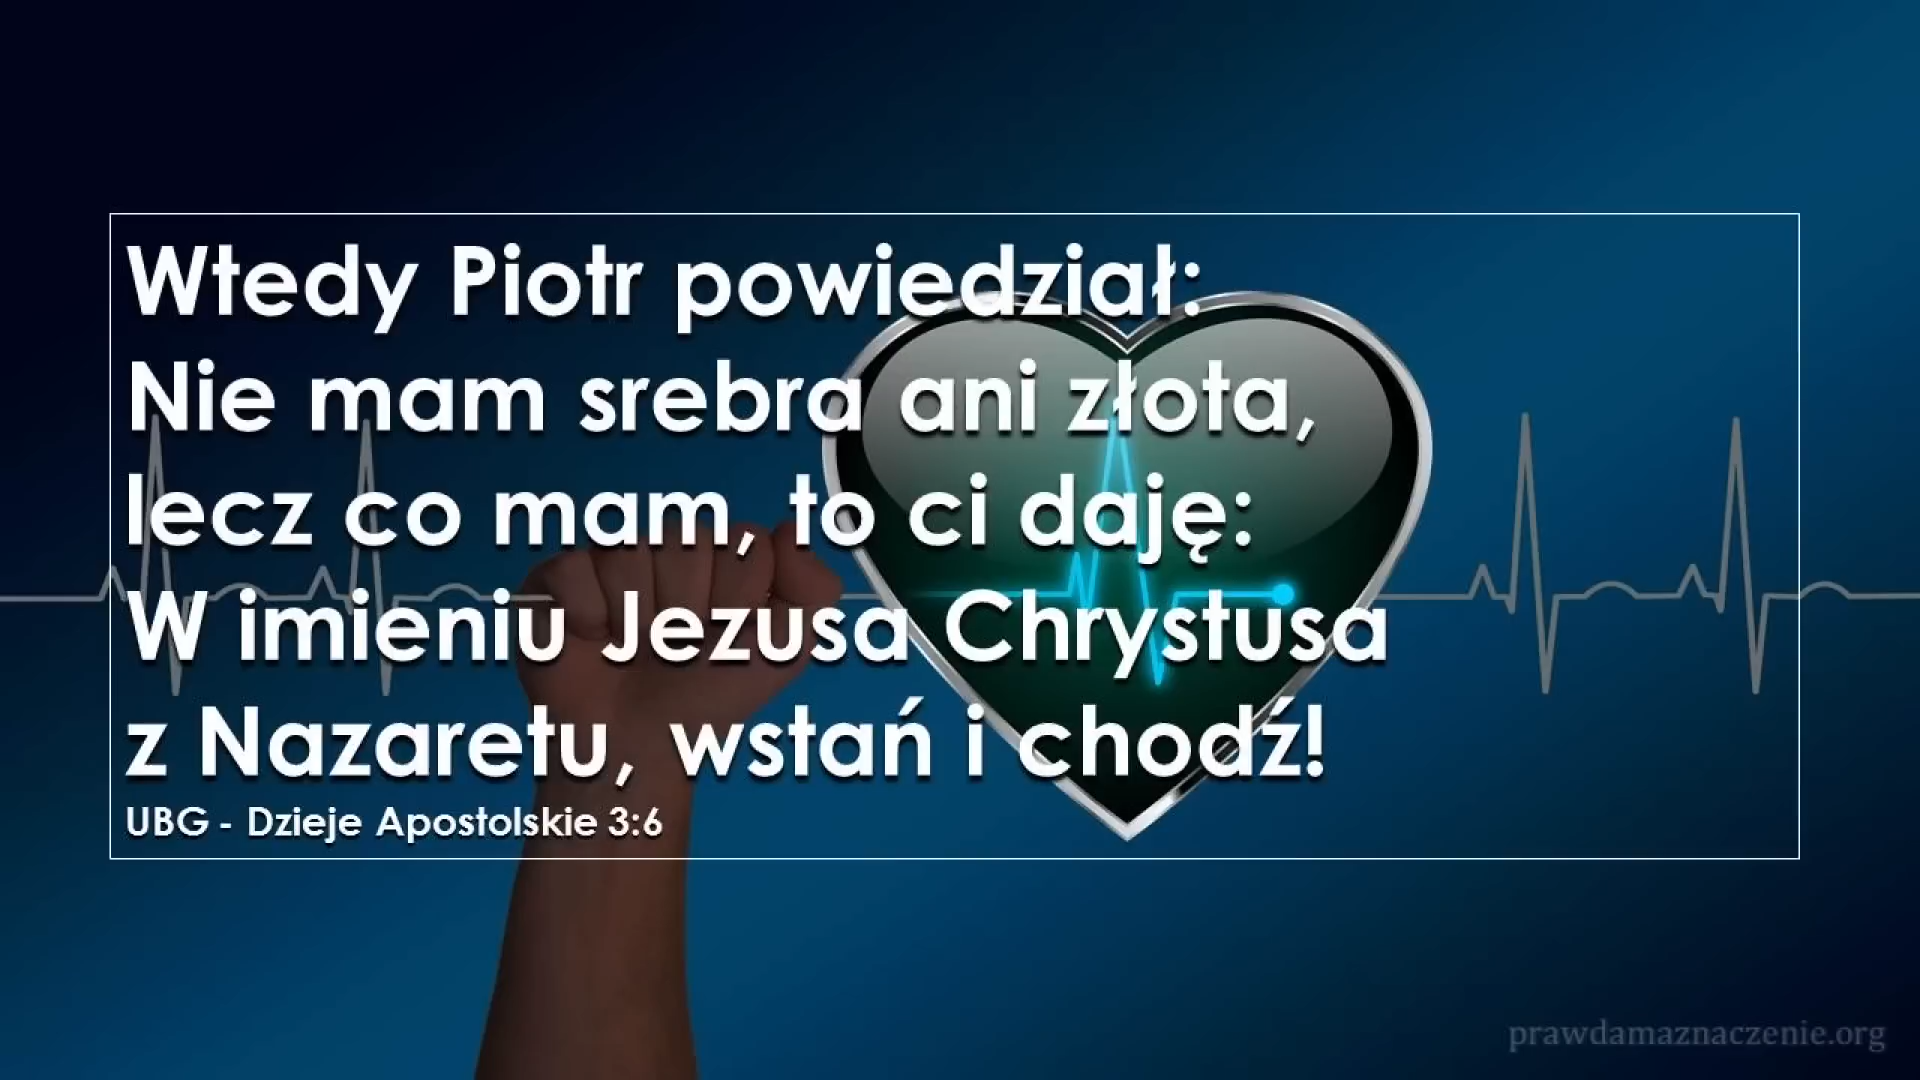 Wtedy Piotr powiedział:
Nie mam srebra ani złota,
lecz co mam, to ci daję:
W imieniu Jezusa Chrystusa
z Nazaretu, wstań i chodź!
UBG - Dzieje Apostolskie 3:6
prawdamaznaczenie.org